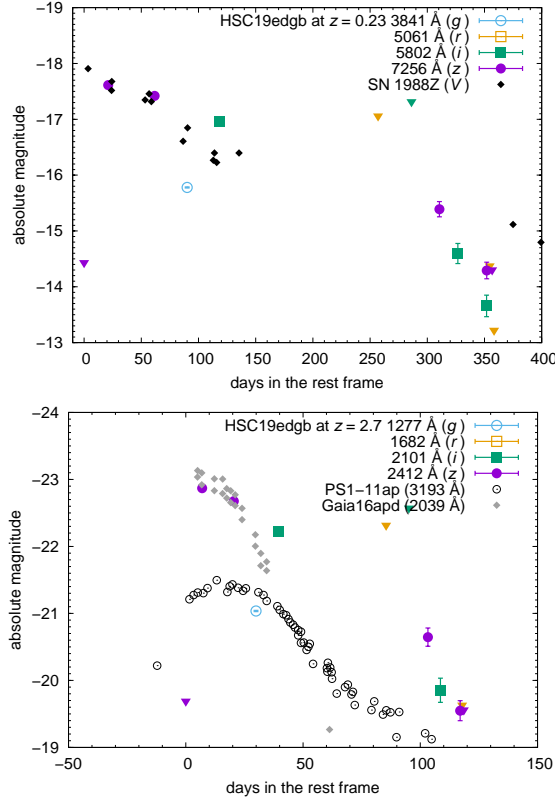 HSC19edgb at z = 0.23 3841 Å (g)
5061 Å (r)
5802 Å (i)
7256 Å (z)
SN 1988Z (V)
−19
−18
−17
−16
−15
−14
−13
absolute magnitude
0 50 100 150 200 250 300 350 400
days in the rest frame
HSC19edgb at z = 2.7 1277 Å (g)
1682 Å (r)
2101 Å (i)
2412 Å (z)
PS1-11ap (3193 Å)
Gaia16apd (2039 Å)
−24
−23
−22
−21
−20
−19
absolute magnitude
−50 0 50 100 150
days in the rest frame